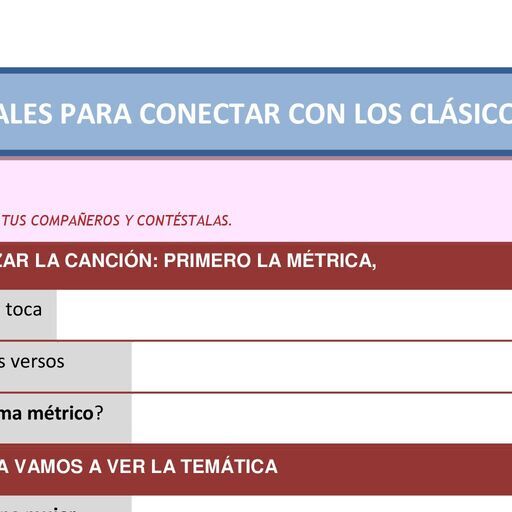 ALES PARA CONECTAR CON LOS CLÁSICO
TUS COMPAÑEROS Y CONTÉSTALAS.
ZAR LA CANCIÓN: PRIMERO LA MÉTRICA,
toca
s versos
ma métrico?
A VAMOS A VER LA TEMÁTICA